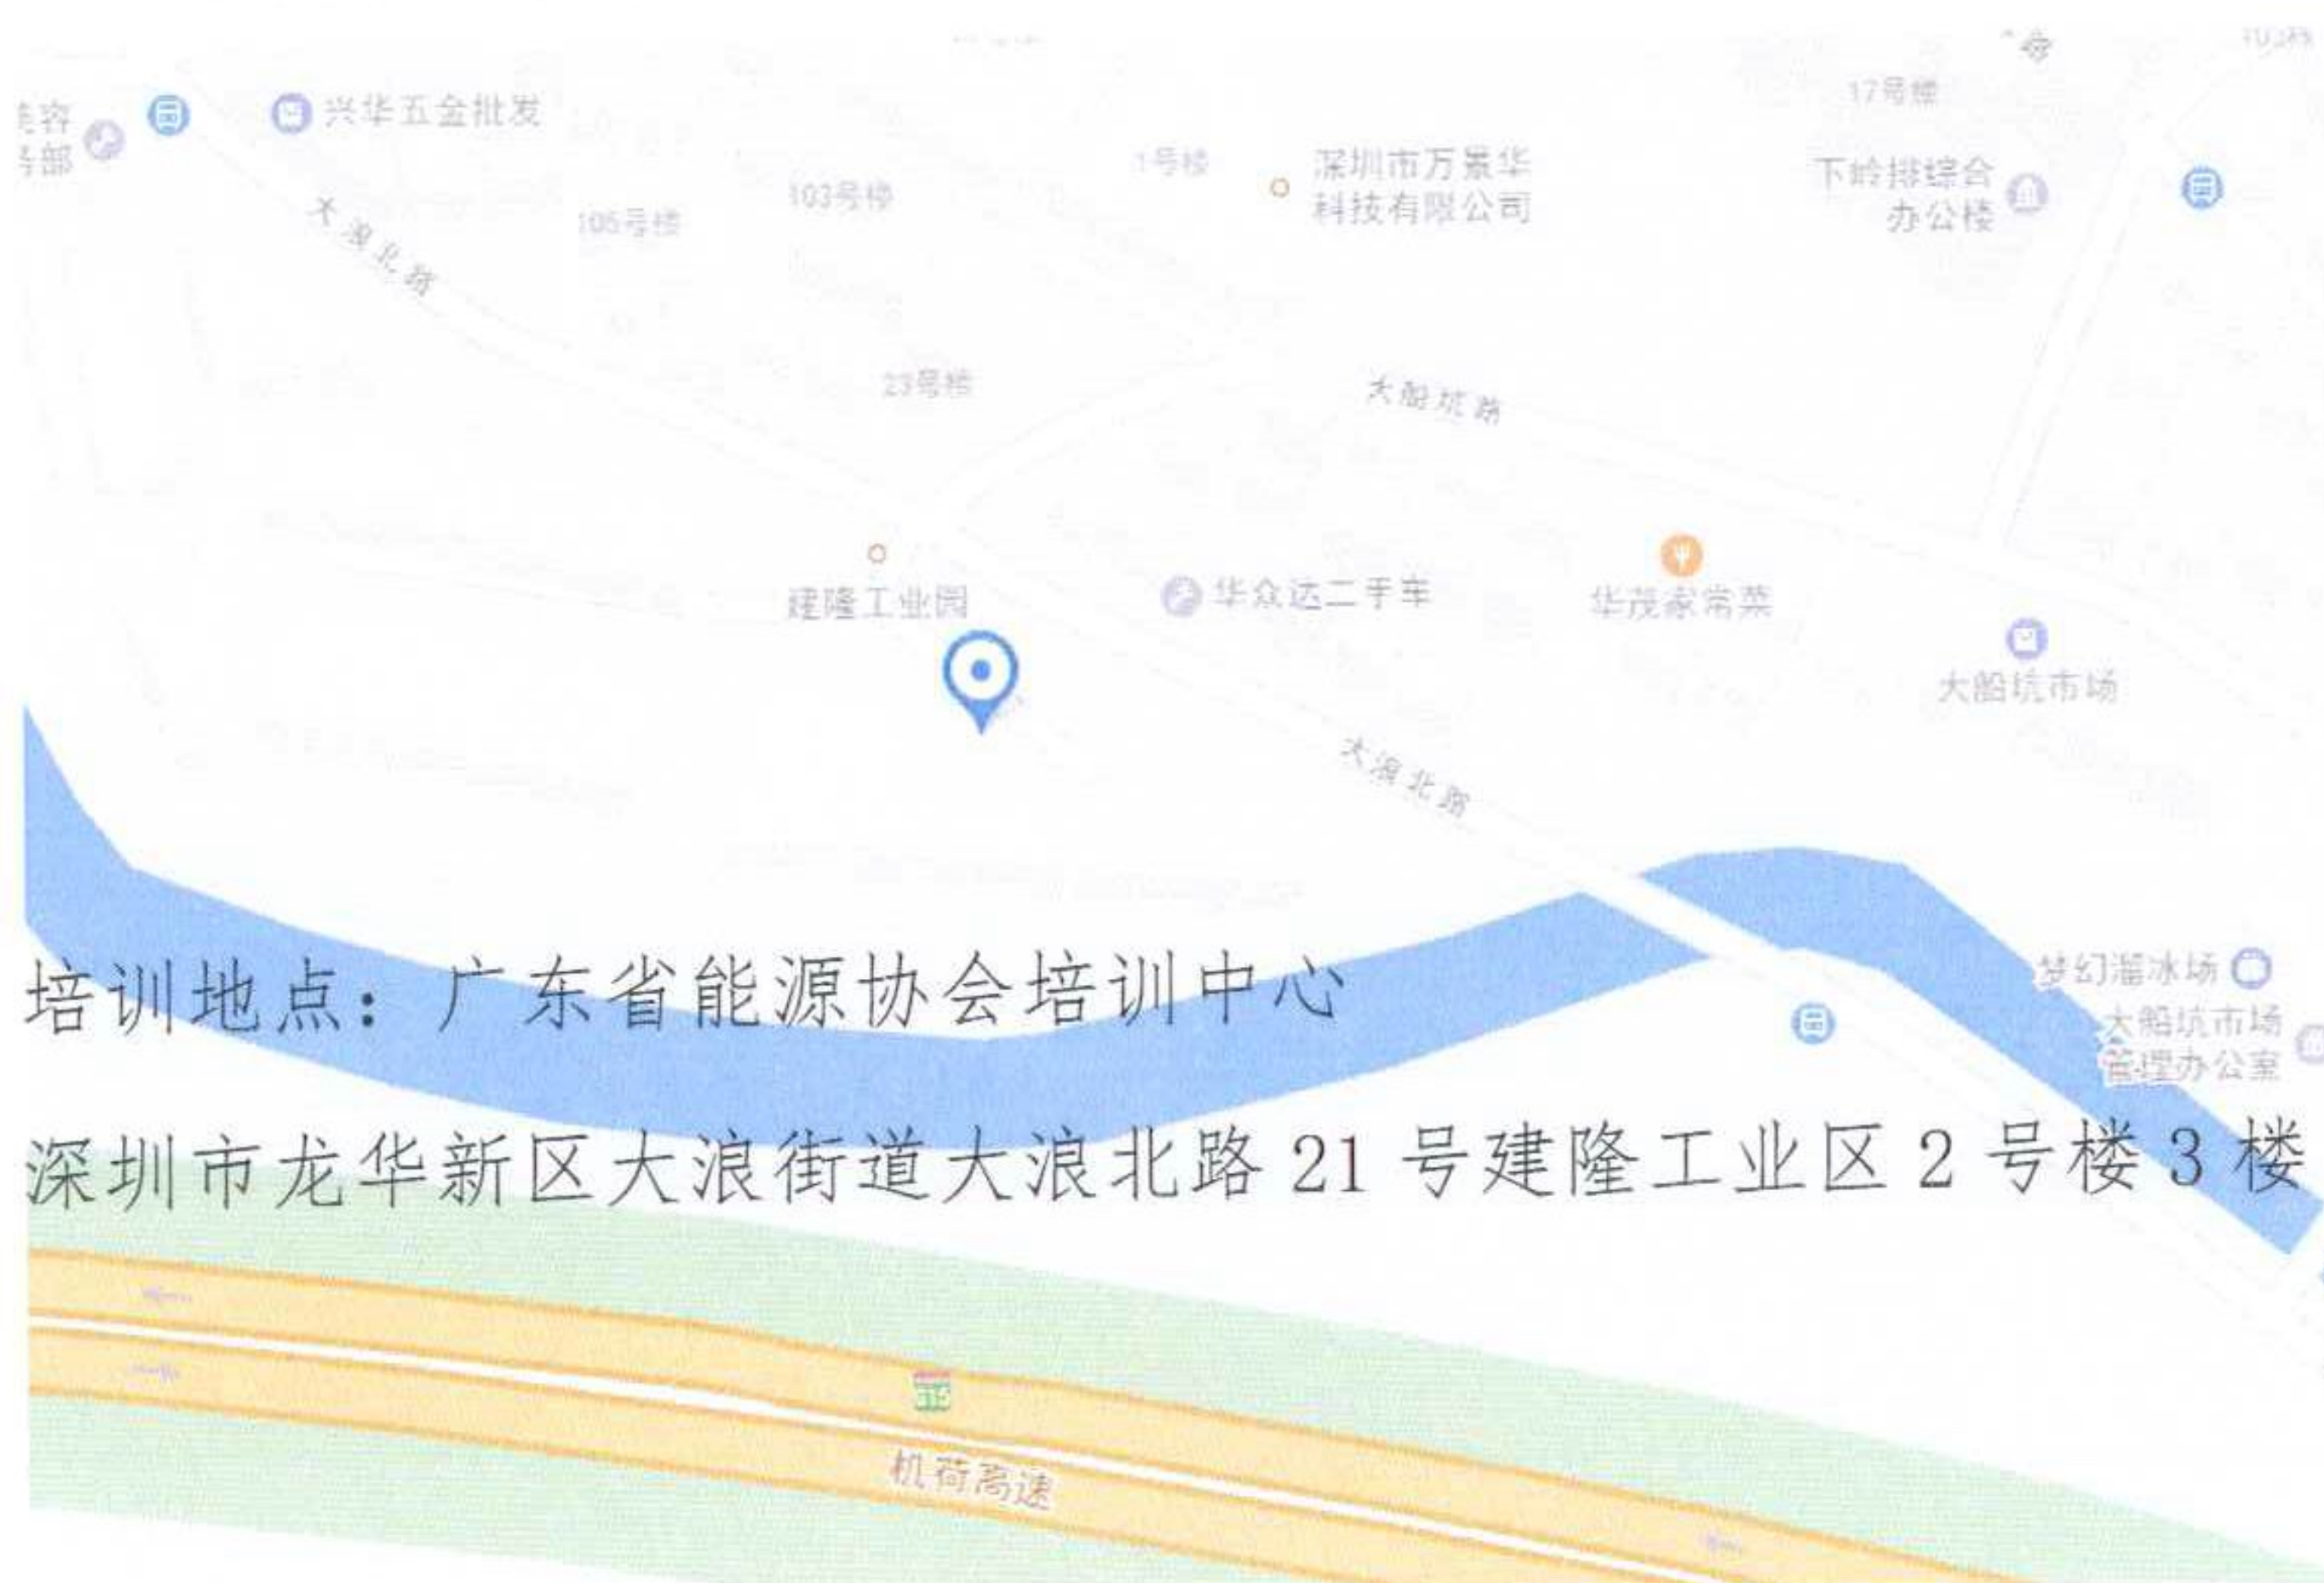 17号楼
兴华五金批发
容
部
1号楼
深圳市万景华
科技有限公司
下岭排综合
办公楼
103号楼
105号楼
大浪北路
23号楼
大船坑路
建隆工业园
华众达二手车
华茂家常菜
大船坑市场
大浪北路
培训地点：广东省能源协会培训中心
梦幻溜冰场
大船坑市场
管理办公室
深圳市龙华新区大浪街道大浪北路 21 号建隆工业区 2 号楼 3 楼
机荷高速